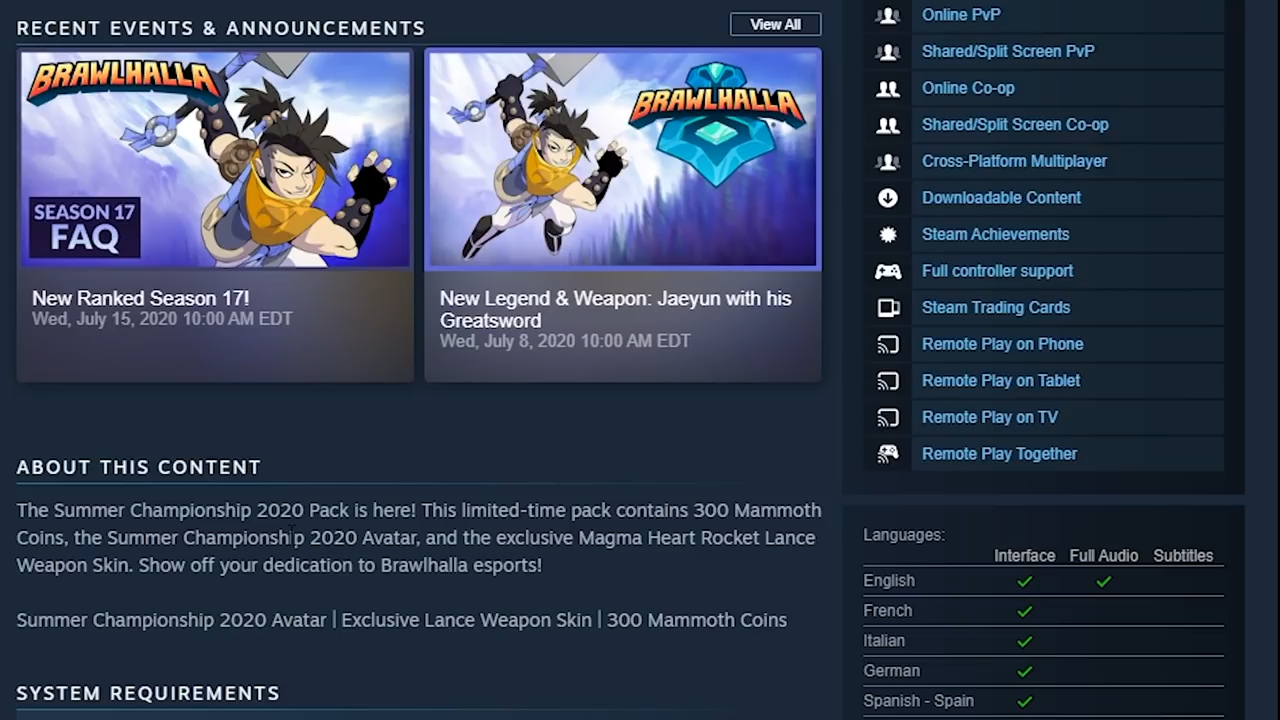 RECENT EVENTS & ANNOUNCEMENTS
View All
BRAWLHALLA
SEASON 17
FAQ
New Ranked Season 17!
Wed, July 15, 2020 10:00 AM EDT
BRAWLHALLA
New Legend & Weapon: Jaeyun with his
Greatsword
Wed, July 8, 2020 10:00 AM EDT
ABOUT THIS CONTENT
The Summer Championship 2020 Pack is here! This limited-time pack contains 300 Mammoth
Coins, the Summer Championship 2020 Avatar, and the exclusive Magma Heart Rocket Lance
Weapon Skin. Show off your dedication to Brawlhalla esports!
Summer Championship 2020 Avatar | Exclusive Lance Weapon Skin | 300 Mammoth Coins
SYSTEM REQUIREMENTS
Online PvP
Shared/Split Screen PvP
Online Co-op
Shared/Split Screen Co-op
Cross-Platform Multiplayer
Downloadable Content
Steam Achievements
Full controller support
Steam Trading Cards
Remote Play on Phone
Remote Play on Tablet
Remote Play on TV
Remote Play Together
Languages:
Interface Full Audio Subtitles
English
French
Italian
German
Spanish - Spain